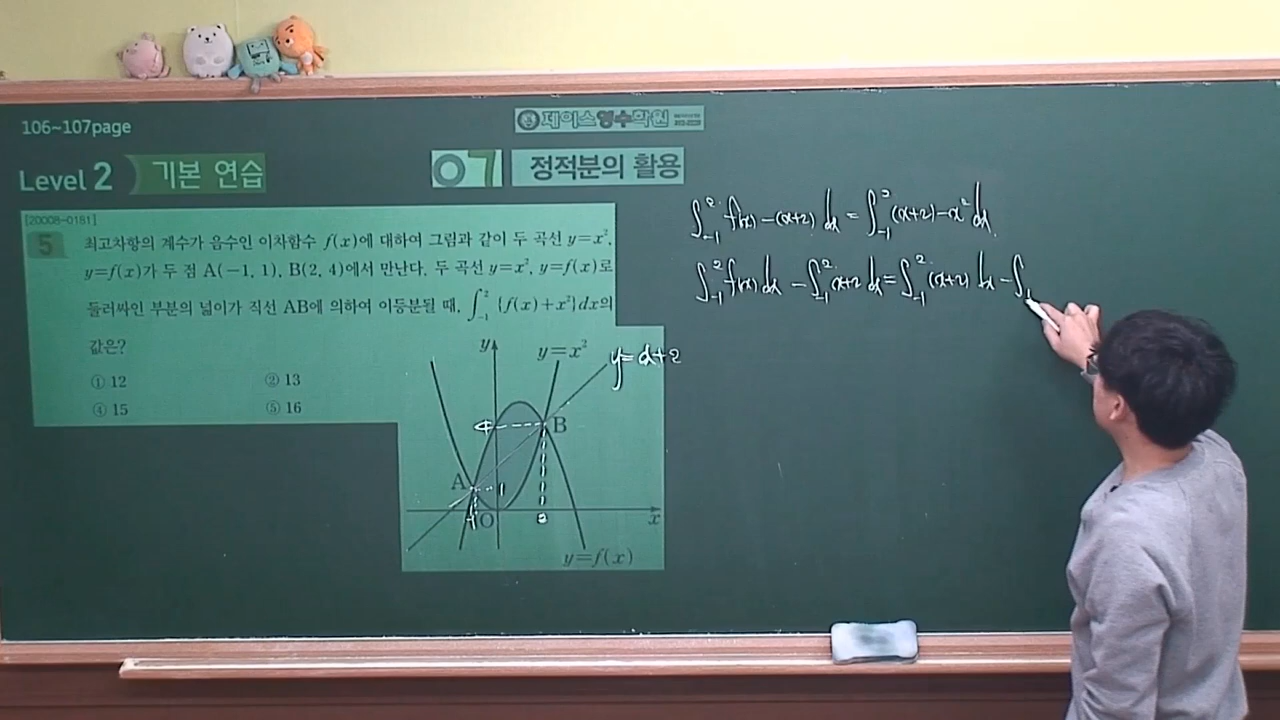 106~107page
제이스영수학원
Level 2 기본 연습
07 정적분의 활용
[20008-0181]
5 최고차항의 계수가 음수인 이차함수 f(x)에 대하여 그림과 같이 두 곡선 y=x²,
y=f(x)가 두 점 A(−1, 1), B(2, 4)에서 만난다. 두 곡선 y=x², y=f(x)로
둘러싸인 부분의 넓이가 직선 AB에 의하여 이등분될 때, ∫₋₁² {f(x)+x²}dx의
값은?
① 12 ② 13
④ 15 ⑤ 16
y
y=x²
y=x+2
4
B
A
1
-1
O
2
x
y=f(x)
∫₋₁² f(x)−(x+2) dx = ∫₋₁² (x+2)−x² dx
∫₋₁² f(x) dx − ∫₋₁² x+2 dx = ∫₋₁² (x+2) dx − ∫